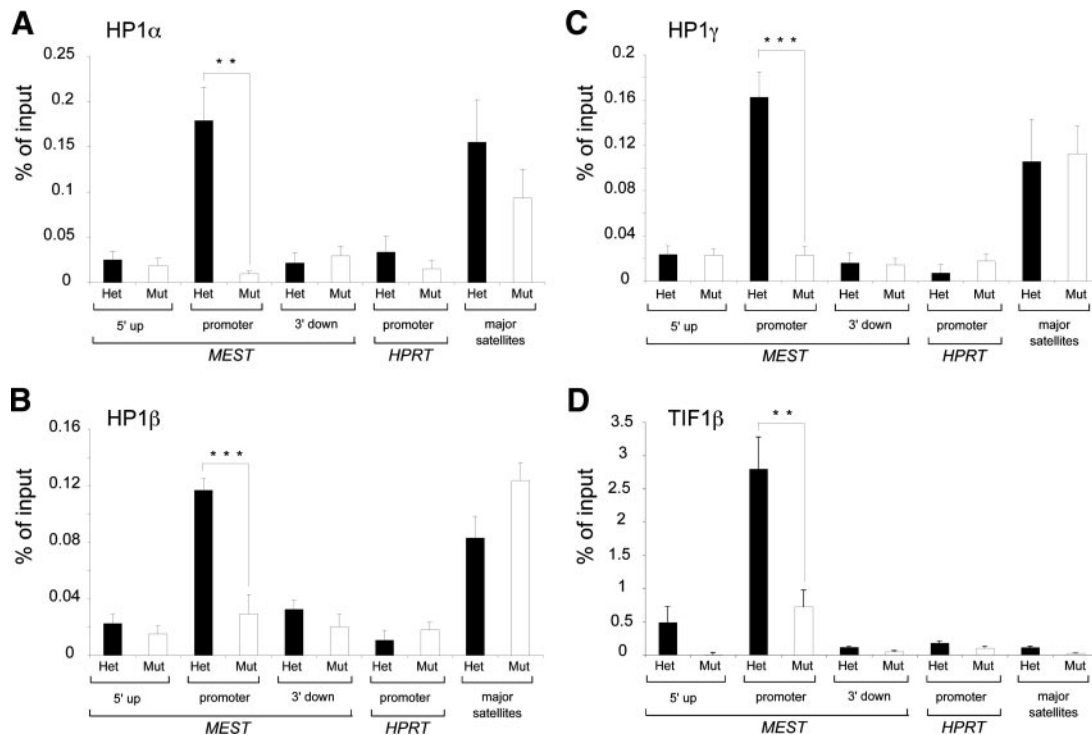 A
HP1α
% of input
0.25
0.2
0.15
0.1
0.05
0
* *
Het Mut Het Mut Het Mut Het Mut Het Mut
5' up promoter 3' down promoter major satellites
MEST HPRT
B
HP1β
% of input
0.16
0.12
0.08
0.04
0
* * *
Het Mut Het Mut Het Mut Het Mut Het Mut
5' up promoter 3' down promoter major satellites
MEST HPRT
C
HP1γ
% of input
0.2
0.16
0.12
0.08
0.04
0
* * *
Het Mut Het Mut Het Mut Het Mut Het Mut
5' up promoter 3' down promoter major satellites
MEST HPRT
D
TIF1β
% of input
3.5
3
2.5
2
1.5
1
0.5
0
* *
Het Mut Het Mut Het Mut Het Mut Het Mut
5' up promoter 3' down promoter major satellites
MEST HPRT